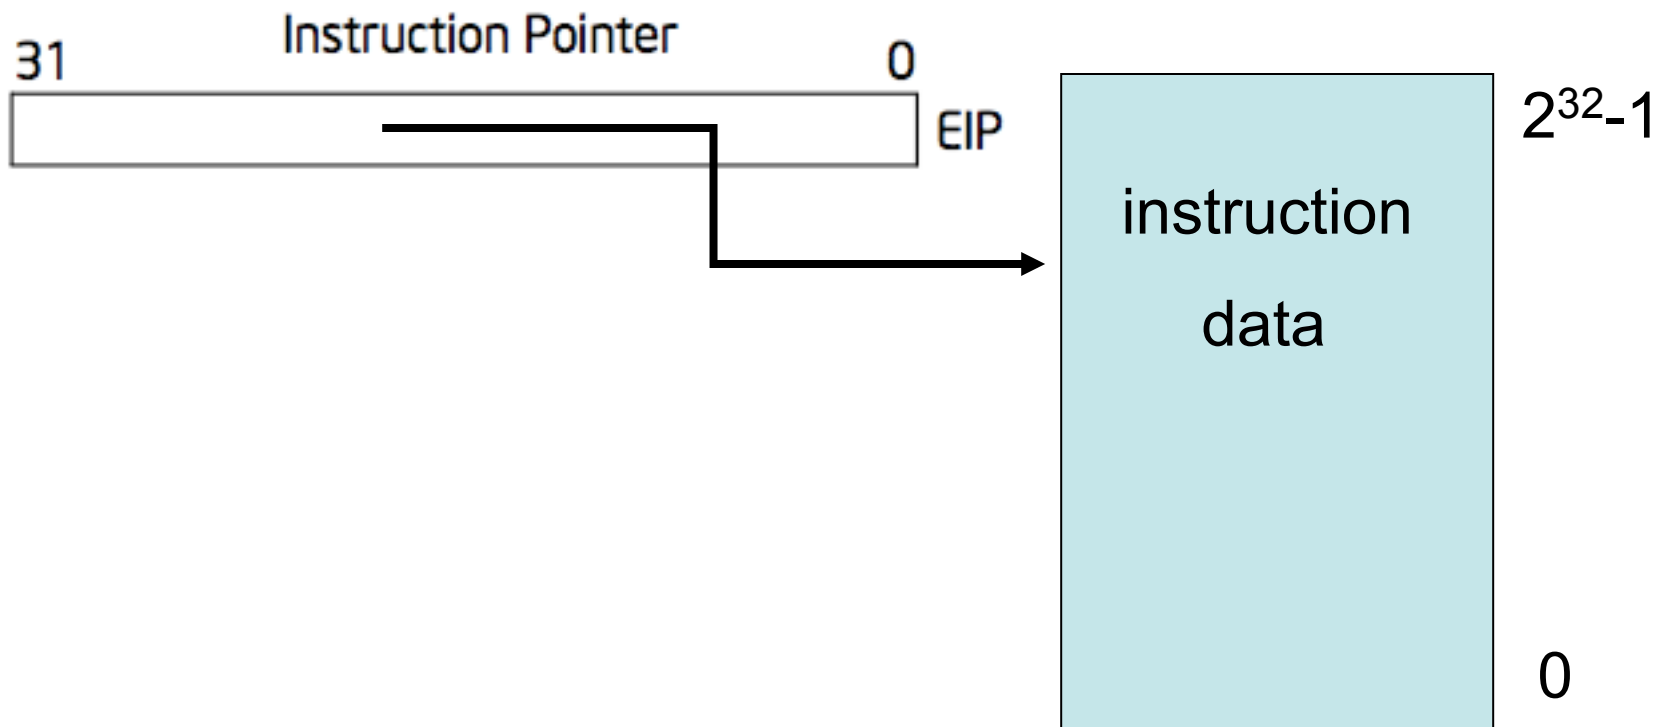 Instruction Pointer
31 0
EIP
2³²-1
instruction
data
0